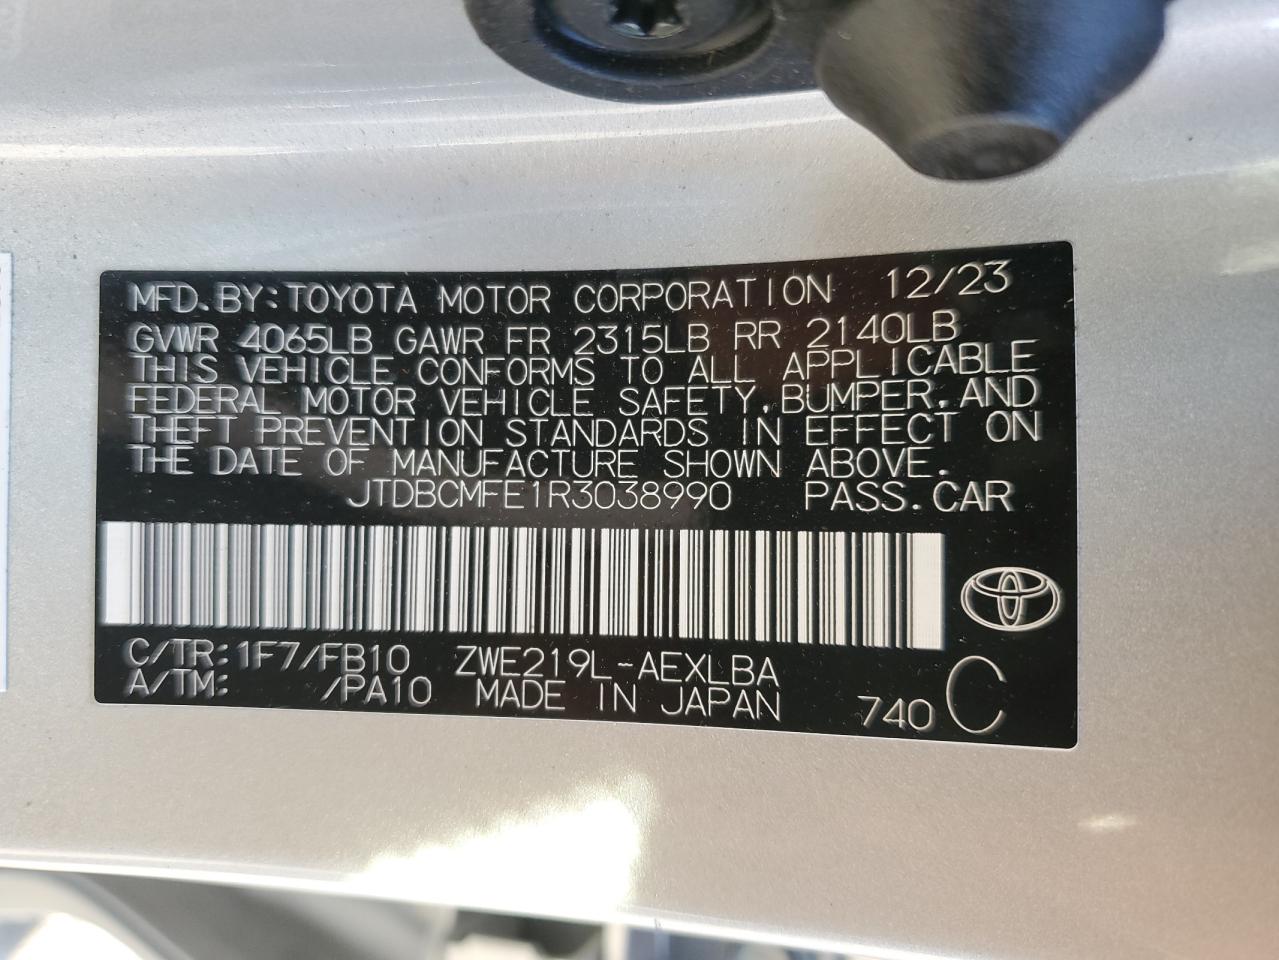 MFD.BY:TOYOTA MOTOR CORPORATION 12/23
GVWR 4065LB GAWR FR 2315LB RR 2140LB
THIS VEHICLE CONFORMS TO ALL APPLICABLE
FEDERAL MOTOR VEHICLE SAFETY,BUMPER,AND
THEFT PREVENTION STANDARDS IN EFFECT ON
THE DATE OF MANUFACTURE SHOWN ABOVE.
JTDBCMFE1R3038990 PASS.CAR
C/TR:1F7/FB10 ZWE219L-AEXLBA
A/TM: /PA10 MADE IN JAPAN 740 C